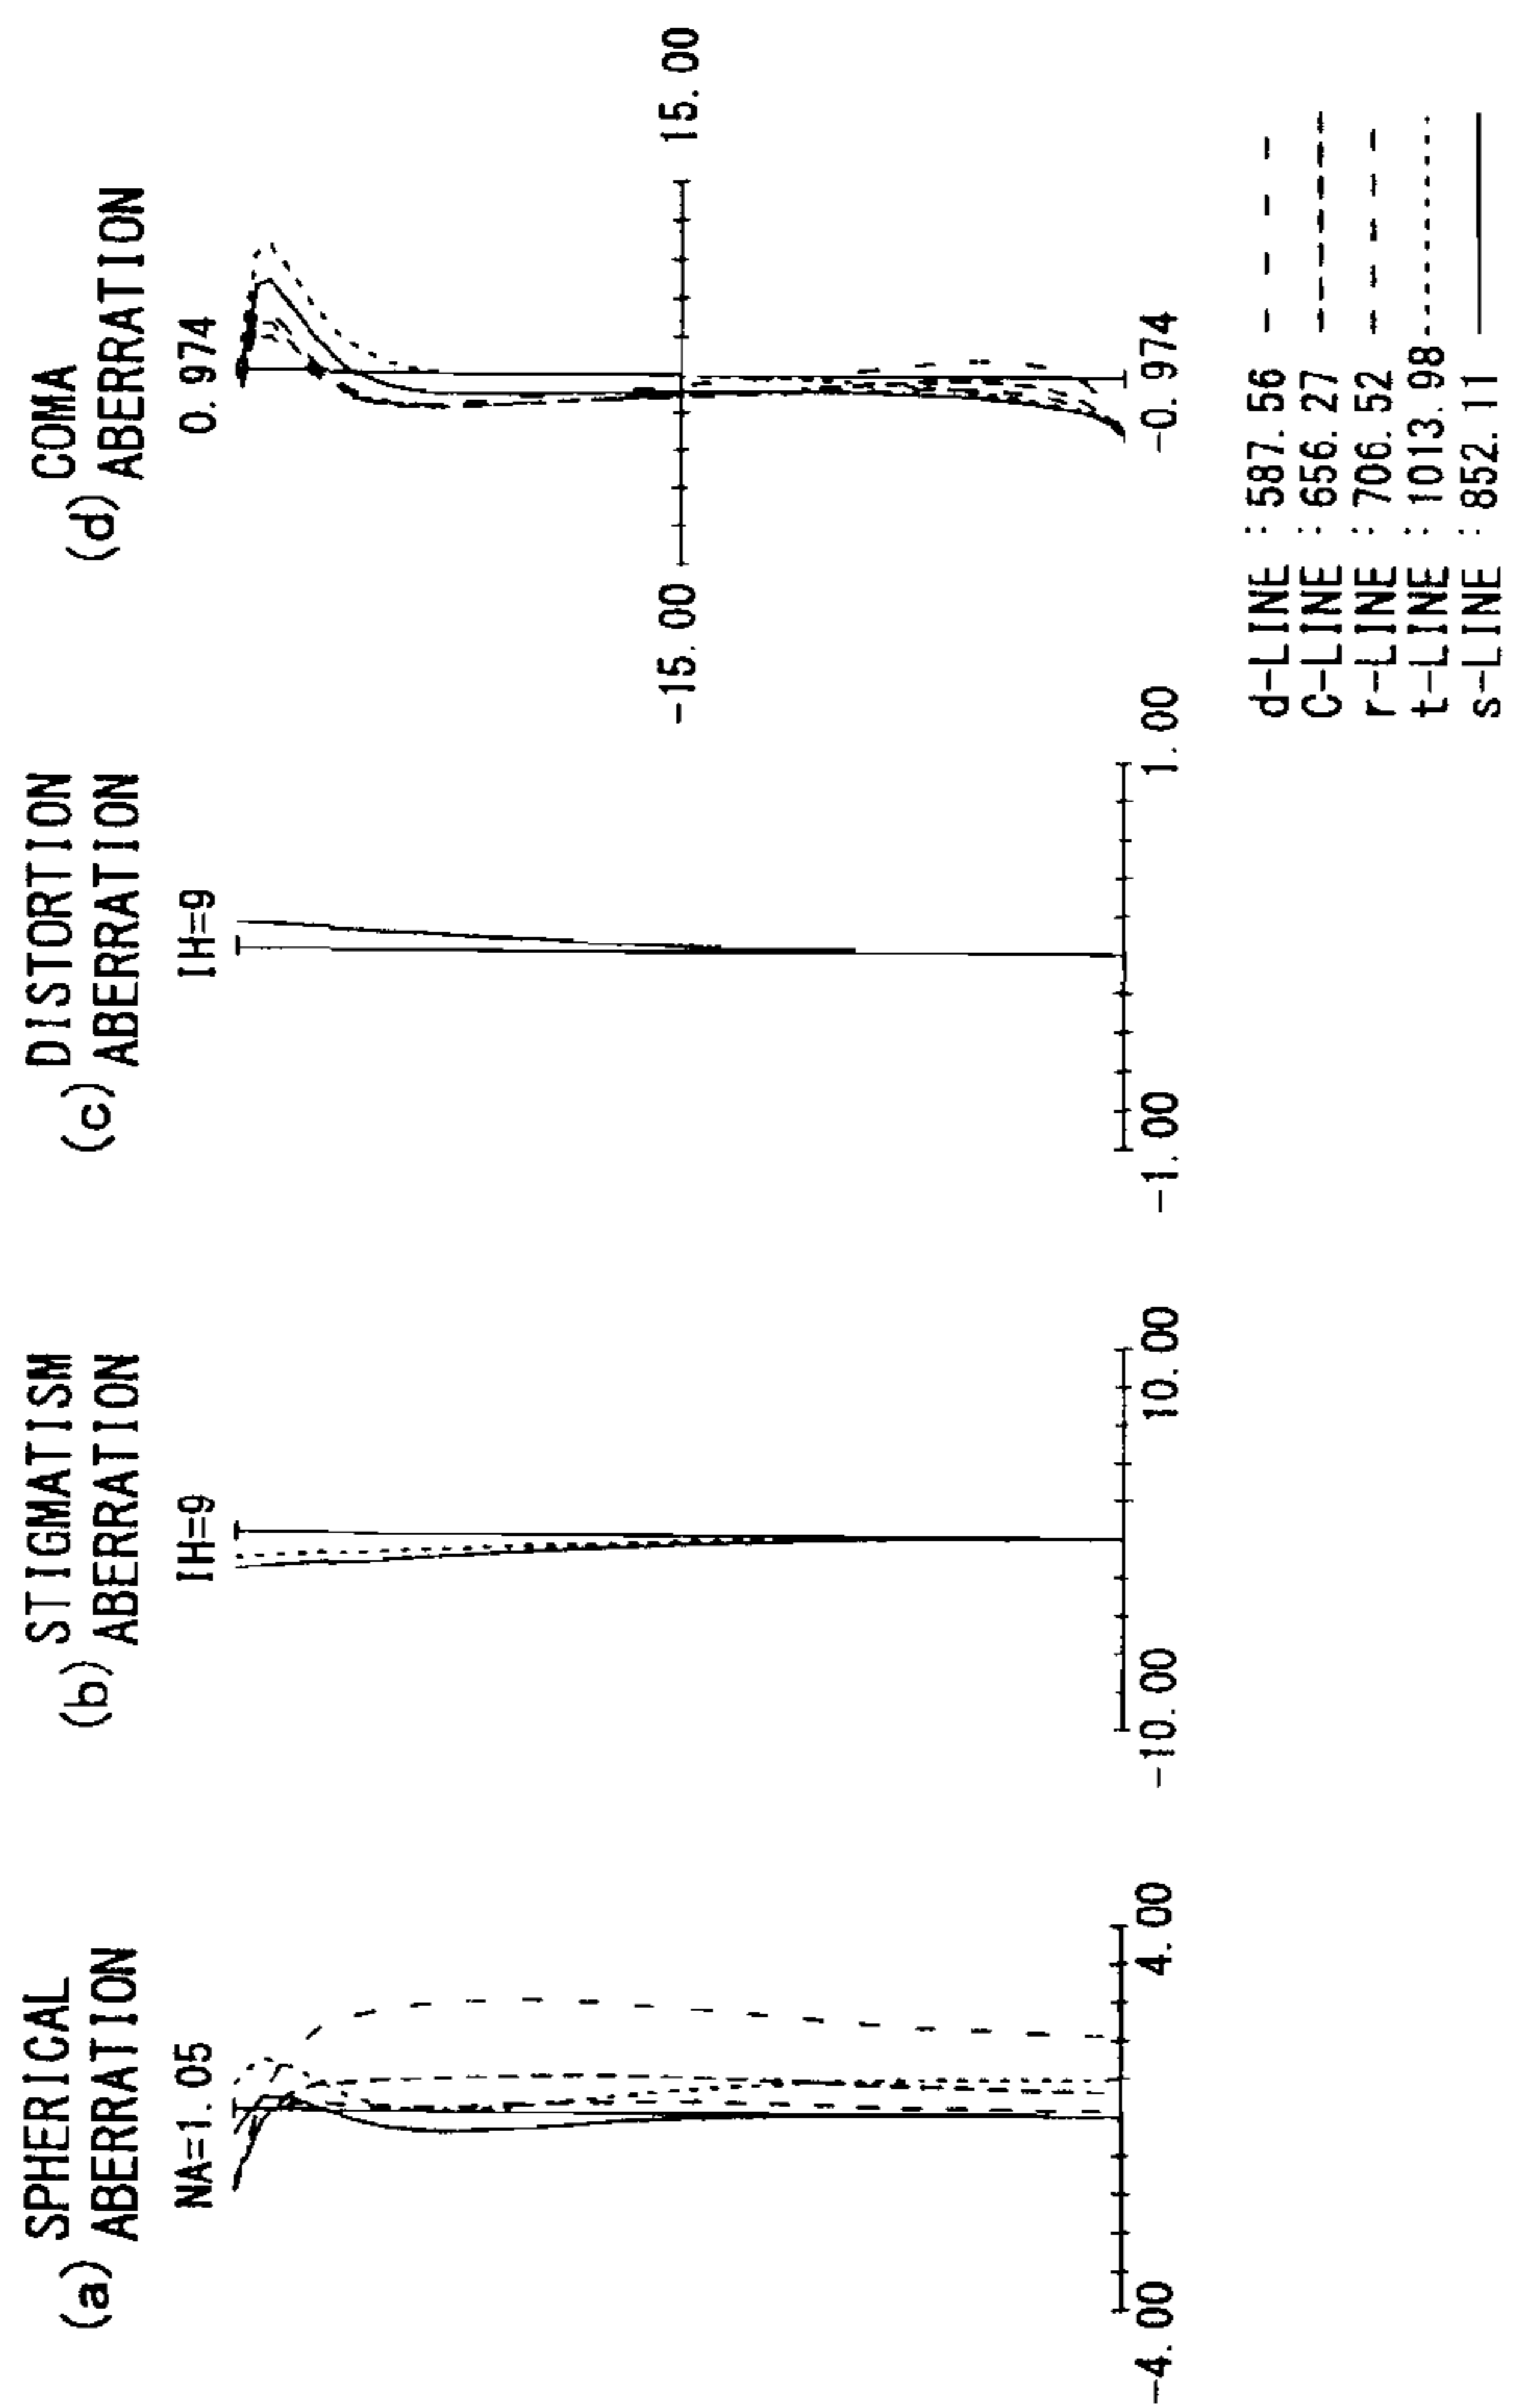 (a) SPHERICAL
ABERRATION
NA=1.05
-4.00
4.00
(b) STIGMATISM
ABERRATION
IH=9
-10.00
10.00
(c) DISTORTION
ABERRATION
IH=9
-1.00
1.00
(d) COMA
ABERRATION
0.974
-15.00
15.00
-0.974
d-LINE : 587.56
C-LINE : 656.27
r-LINE : 706.52
t-LINE : 1013.98
s-LINE : 852.11